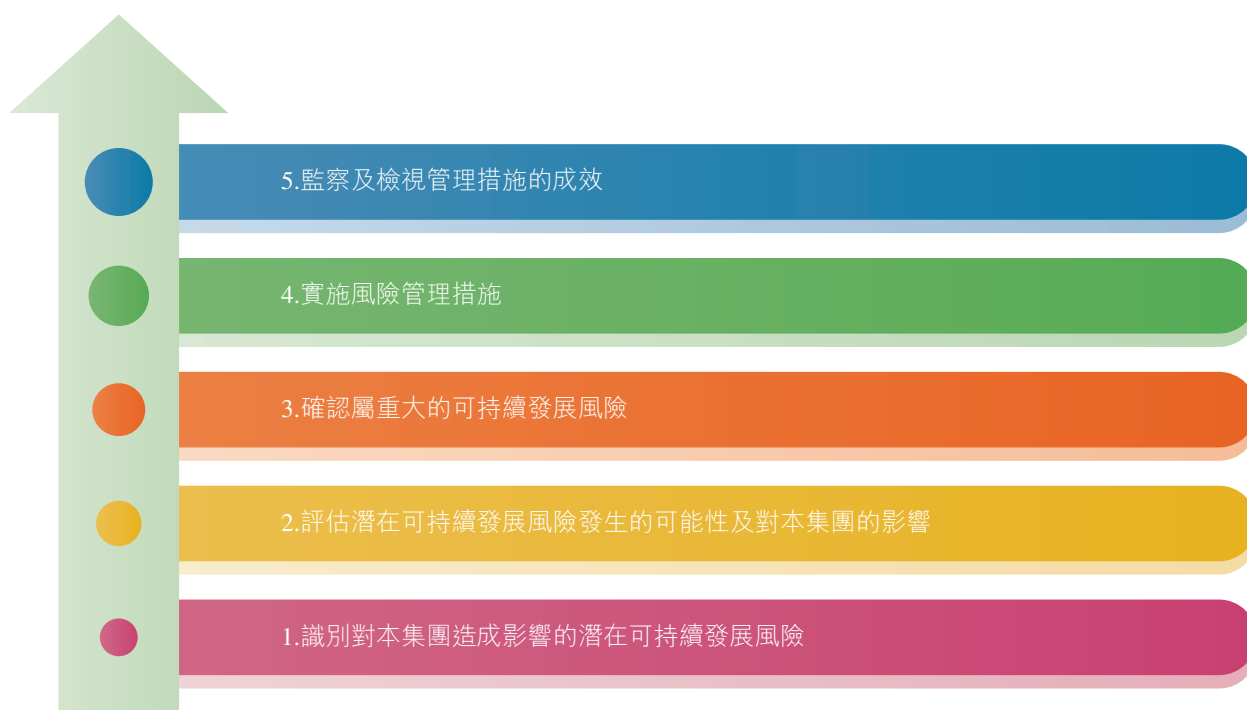 5.監察及檢視管理措施的成效
4.實施風險管理措施
3.確認屬重大的可持續發展風險
2.評估潛在可持續發展風險發生的可能性及對本集團的影響
1.識別對本集團造成影響的潛在可持續發展風險